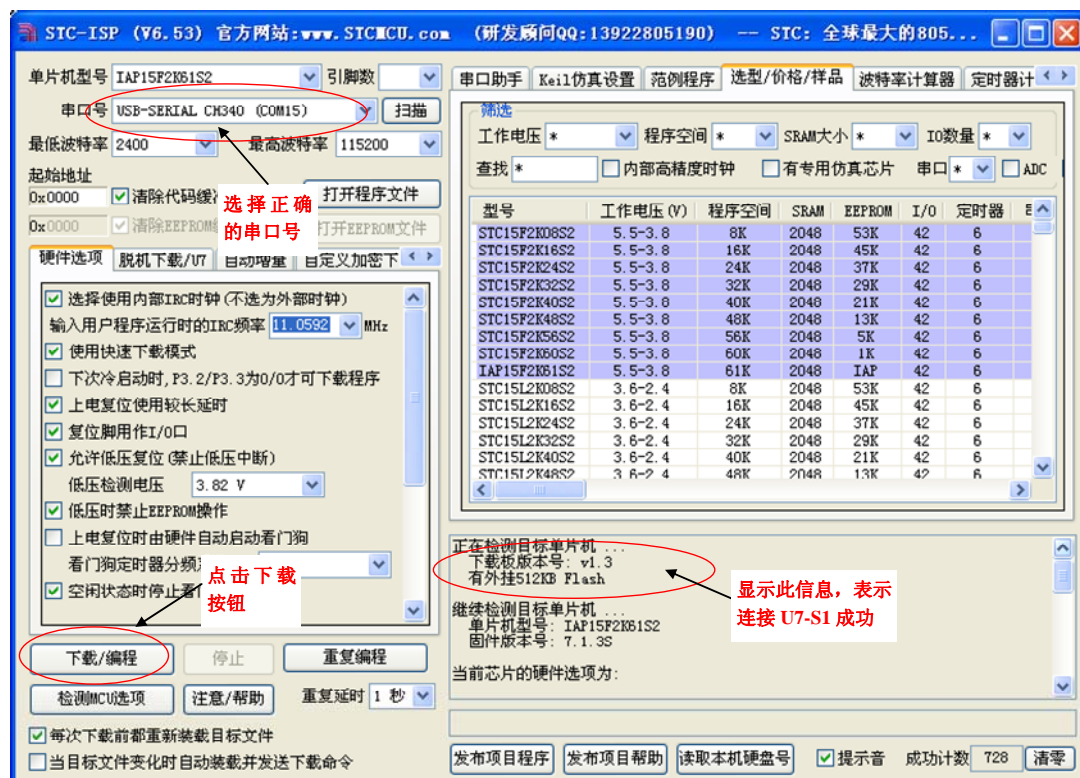 STC-ISP (V6.53) 官方网站:www.STCMCU.com (研发顾问QQ:13922805190) -- STC: 全球最大的805...
单片机型号 IAP15F2K61S2 引脚数
串口号 USB-SERIAL CH340 (COM15) 扫描
最低波特率 2400 最高波特率 115200
起始地址
0x0000 清除代码缓 打开程序文件
0x0000 清除EEPROM 打开EEPROM文件
选择正确
的串口号
硬件选项 脱机下载/U7 自动增量 自定义加密下
选择使用内部IRC时钟(不选为外部时钟)
输入用户程序运行时的IRC频率 11.0592 MHz
使用快速下载模式
下次冷启动时,P3.2/P3.3为0/0才可下载程序
上电复位使用较长延时
复位脚用作I/O口
允许低压复位(禁止低压中断)
低压检测电压 3.82 V
低压时禁止EEPROM操作
上电复位时由硬件自动启动看门狗
看门狗定时器分频
空闲状态时停止看
点击下载
按钮
下载/编程 停止 重复编程
检测MCU选项 注意/帮助 重复延时 1 秒
每次下载前都重新装载目标文件
当目标文件变化时自动装载并发送下载命令
串口助手 Keil仿真设置 范例程序 选型/价格/样品 波特率计算器 定时器计
筛选
工作电压 * 程序空间 * SRAM大小 * IO数量 *
查找 * 内部高精度时钟 有专用仿真芯片 串口 * ADC
型号 工作电压(V) 程序空间 SRAM EEPROM I/O 定时器
STC15F2K08S2 5.5-3.8 8K 2048 53K 42 6
STC15F2K16S2 5.5-3.8 16K 2048 45K 42 6
STC15F2K24S2 5.5-3.8 24K 2048 37K 42 6
STC15F2K32S2 5.5-3.8 32K 2048 29K 42 6
STC15F2K40S2 5.5-3.8 40K 2048 21K 42 6
STC15F2K48S2 5.5-3.8 48K 2048 13K 42 6
STC15F2K56S2 5.5-3.8 56K 2048 5K 42 6
STC15F2K60S2 5.5-3.8 60K 2048 1K 42 6
IAP15F2K61S2 5.5-3.8 61K 2048 IAP 42 6
STC15L2K08S2 3.6-2.4 8K 2048 53K 42 6
STC15L2K16S2 3.6-2.4 16K 2048 45K 42 6
STC15L2K24S2 3.6-2.4 24K 2048 37K 42 6
STC15L2K32S2 3.6-2.4 32K 2048 29K 42 6
STC15L2K40S2 3.6-2.4 40K 2048 21K 42 6
STC15L2K48S2 3.6-2.4 48K 2048 13K 42 6
正在检测目标单片机 ...
下载板版本号: v1.3
有外挂512KB Flash
继续检测目标单片机 ...
单片机型号: IAP15F2K61S2
固件版本号: 7.1.3S
当前芯片的硬件选项为:
显示此信息，表示
连接 U7-S1 成功
发布项目程序 发布项目帮助 读取本机硬盘号 提示音 成功计数 728 清零